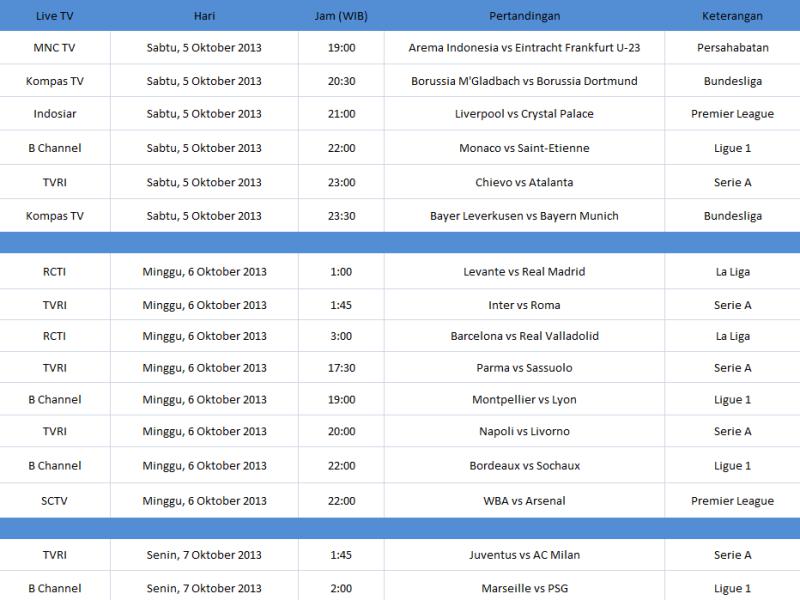 Live TV Hari Jam (WIB) Pertandingan Keterangan
MNC TV Sabtu, 5 Oktober 2013 19:00 Arema Indonesia vs Eintracht Frankfurt U-23 Persahabatan
Kompas TV Sabtu, 5 Oktober 2013 20:30 Borussia M'Gladbach vs Borussia Dortmund Bundesliga
Indosiar Sabtu, 5 Oktober 2013 21:00 Liverpool vs Crystal Palace Premier League
B Channel Sabtu, 5 Oktober 2013 22:00 Monaco vs Saint-Etienne Ligue 1
TVRI Sabtu, 5 Oktober 2013 23:00 Chievo vs Atalanta Serie A
Kompas TV Sabtu, 5 Oktober 2013 23:30 Bayer Leverkusen vs Bayern Munich Bundesliga
RCTI Minggu, 6 Oktober 2013 1:00 Levante vs Real Madrid La Liga
TVRI Minggu, 6 Oktober 2013 1:45 Inter vs Roma Serie A
RCTI Minggu, 6 Oktober 2013 3:00 Barcelona vs Real Valladolid La Liga
TVRI Minggu, 6 Oktober 2013 17:30 Parma vs Sassuolo Serie A
B Channel Minggu, 6 Oktober 2013 19:00 Montpellier vs Lyon Ligue 1
TVRI Minggu, 6 Oktober 2013 20:00 Napoli vs Livorno Serie A
B Channel Minggu, 6 Oktober 2013 22:00 Bordeaux vs Sochaux Ligue 1
SCTV Minggu, 6 Oktober 2013 22:00 WBA vs Arsenal Premier League
TVRI Senin, 7 Oktober 2013 1:45 Juventus vs AC Milan Serie A
B Channel Senin, 7 Oktober 2013 2:00 Marseille vs PSG Ligue 1